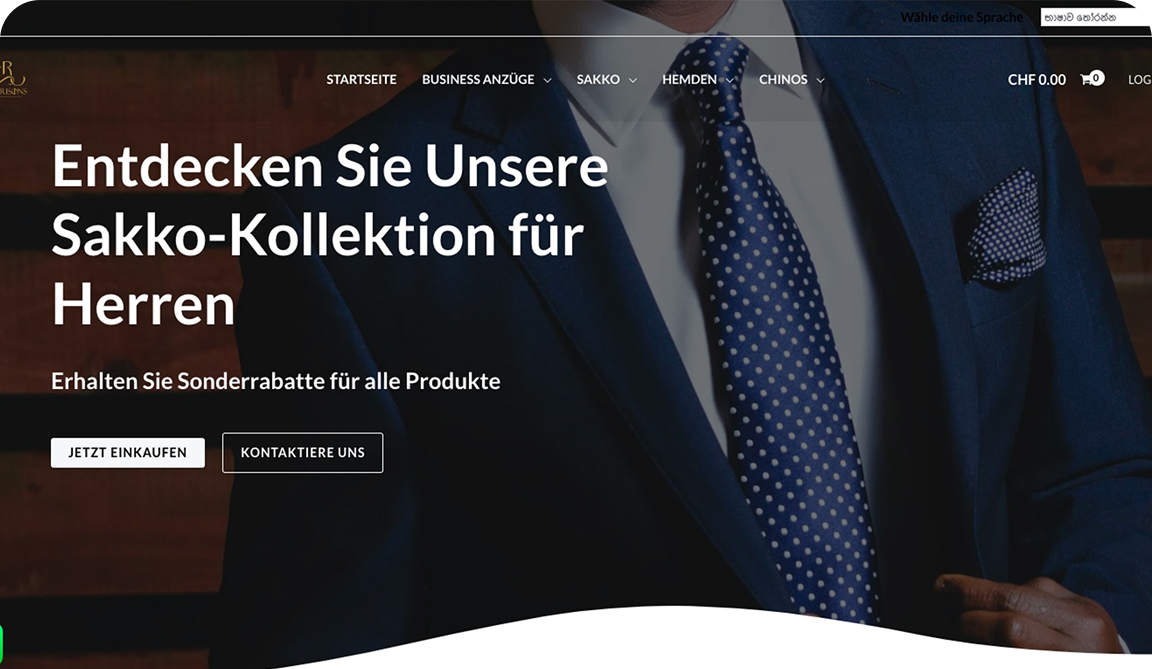 Wähle deine Sprache
භාෂාව තෝරන්න
STARTSEITE
BUSINESS ANZÜGE
SAKKO
HEMDEN
CHINOS
CHF 0.00
0
LOG
Entdecken Sie Unsere
Sakko-Kollektion für
Herren
Erhalten Sie Sonderrabatte für alle Produkte
JETZT EINKAUFEN
KONTAKTIERE UNS